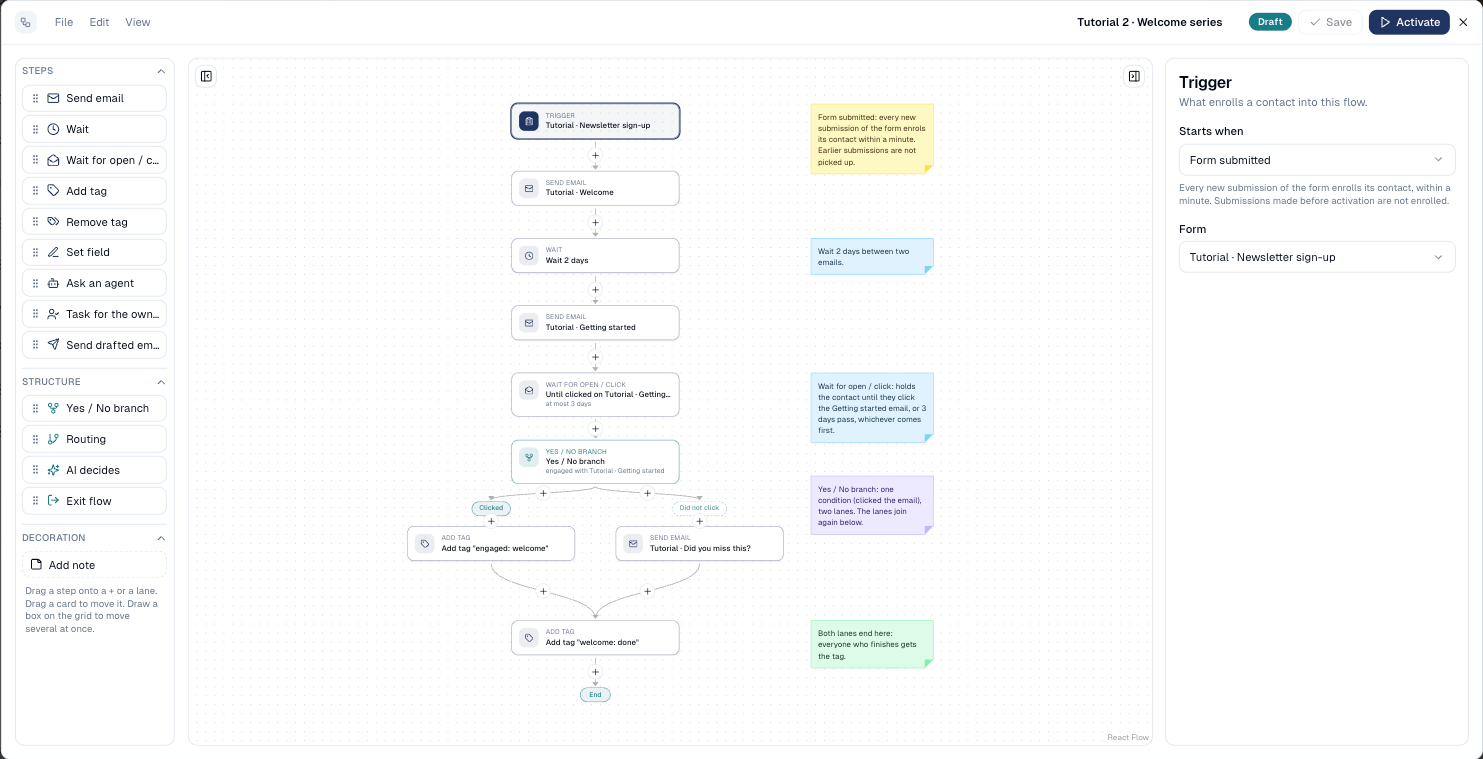 File Edit View
Tutorial 2 · Welcome series
Draft
Save
Activate
STEPS
Send email
Wait
Wait for open / c...
Add tag
Remove tag
Set field
Ask an agent
Task for the own...
Send drafted em...
STRUCTURE
Yes / No branch
Routing
AI decides
Exit flow
DECORATION
Add note
Drag a step onto a + or a lane.
Drag a card to move it. Draw a
box on the grid to move
several at once.
TRIGGER
Tutorial · Newsletter sign-up
SEND EMAIL
Tutorial · Welcome
WAIT
Wait 2 days
SEND EMAIL
Tutorial · Getting started
WAIT FOR OPEN / CLICK
Until clicked on Tutorial · Getting...
at most 3 days
YES / NO BRANCH
Yes / No branch
engaged with Tutorial · Getting started
Clicked
Did not click
ADD TAG
Add tag "engaged: welcome"
SEND EMAIL
Tutorial · Did you miss this?
ADD TAG
Add tag "welcome: done"
End
Form submitted: every new
submission of the form enrols
its contact within a minute.
Earlier submissions are not
picked up.
Wait 2 days between two
emails.
Wait for open / click: holds
the contact until they click
the Getting started email, or 3
days pass, whichever comes
first.
Yes / No branch: one
condition (clicked the email),
two lanes. The lanes join
again below.
Both lanes end here:
everyone who finishes gets
the tag.
React Flow
Trigger
What enrolls a contact into this flow.
Starts when
Form submitted
Every new submission of the form enrolls its contact, within a
minute. Submissions made before activation are not enrolled.
Form
Tutorial · Newsletter sign-up